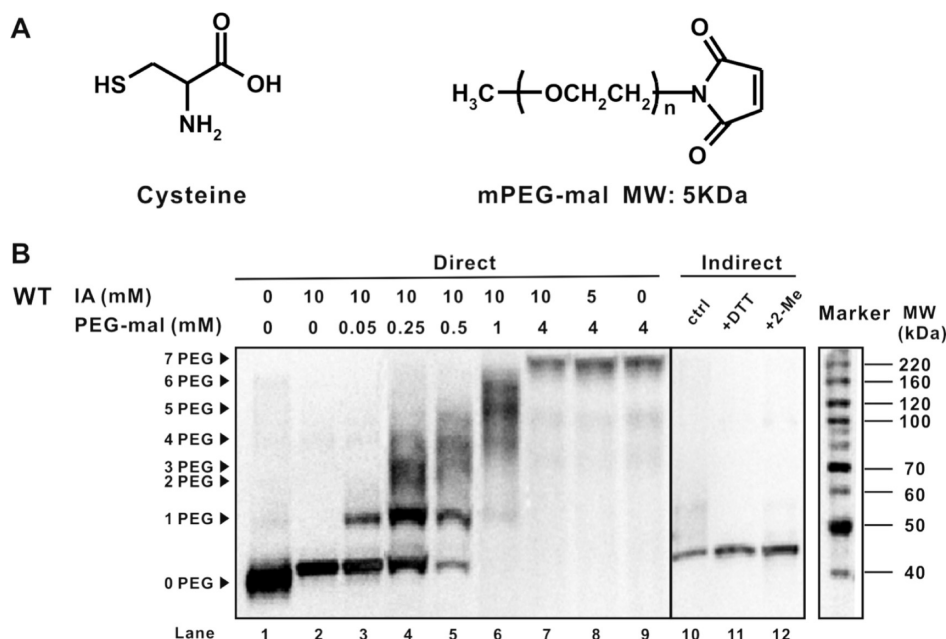 A
HS
O
OH
NH2
Cysteine
H3C
OCH2CH2
n
N
O
O
mPEG-mal MW: 5KDa
B
Direct
Indirect
WT
IA (mM) 0 10 10 10 10 10 10 5 0
PEG-mal (mM) 0 0 0.05 0.25 0.5 1 4 4 4
ctrl
+DTT
+2-Me
Marker
MW
(kDa)
7 PEG
6 PEG
5 PEG
4 PEG
3 PEG
2 PEG
1 PEG
0 PEG
220
160
120
100
70
60
50
40
Lane 1 2 3 4 5 6 7 8 9 10 11 12